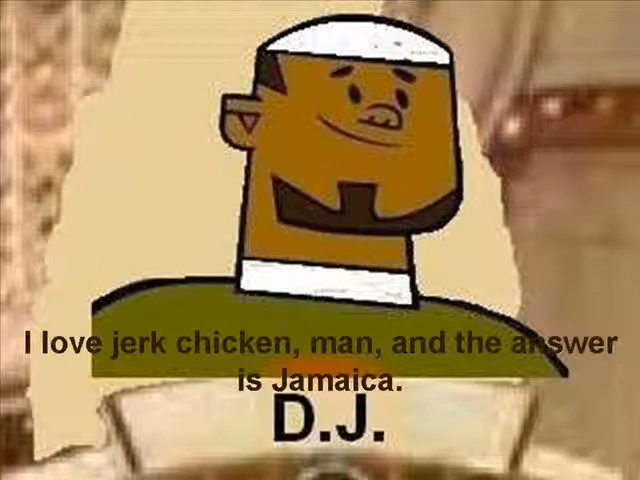 I love jerk chicken, man, and the answer
is Jamaica.
D.J.